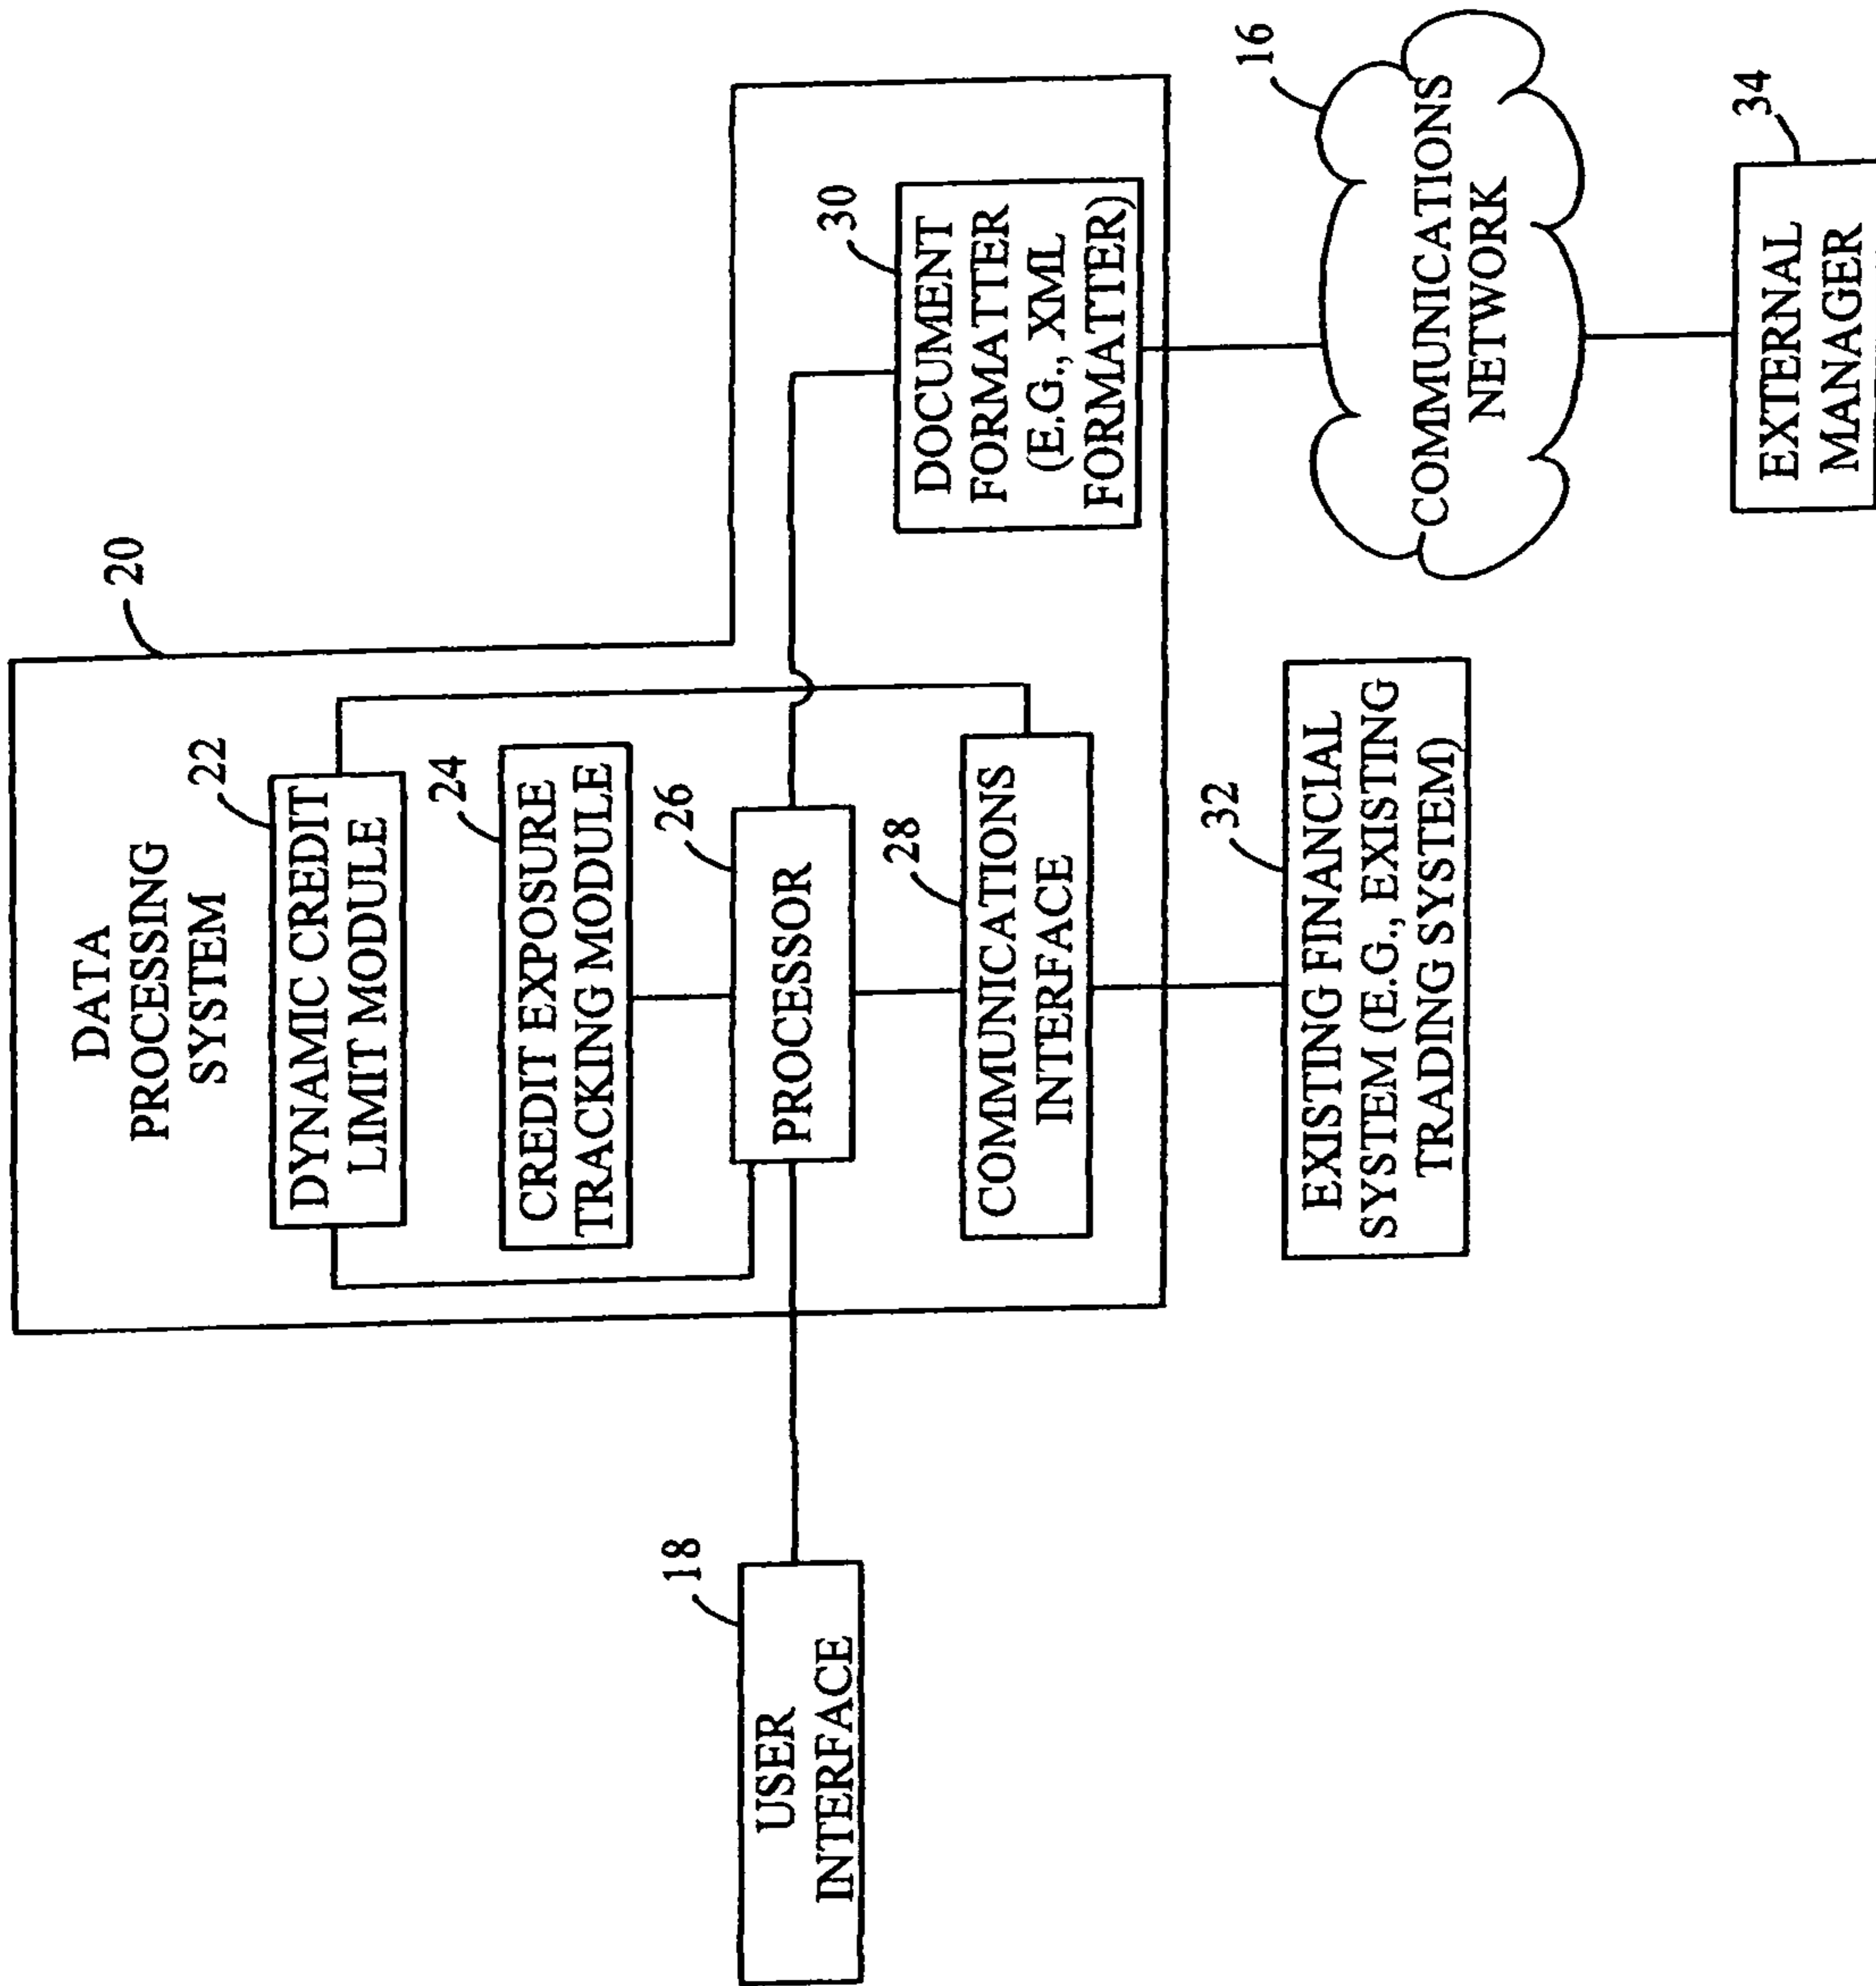 20
DATA
PROCESSING
SYSTEM
22
DYNAMIC CREDIT
LIMIT MODULE
24
CREDIT EXPOSURE
TRACKING MODULE
18
USER
INTERFACE
26
PROCESSOR
30
DOCUMENT
FORMATTER
(E.G., XML
FORMATTER)
28
COMMUNICATIONS
INTERFACE
32
EXISTING FINANCIAL
SYSTEM (E.G., EXISTING
TRADING SYSTEM)
16
COMMUNICATIONS
NETWORK
34
EXTERNAL
MANAGER